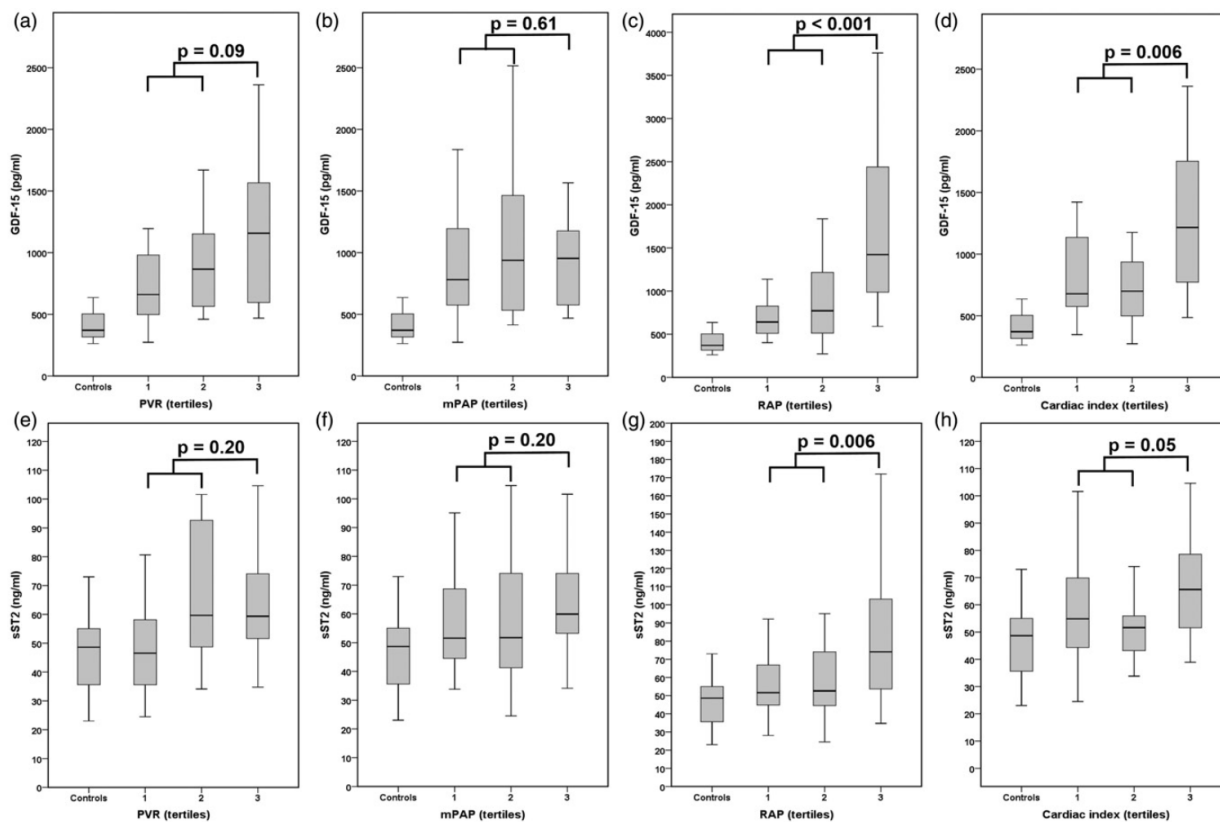 (a)
p = 0.09
GDF-15 (pg/ml)
2500
2000
1500
1000
500
0
Controls 1 2 3
PVR (tertiles)
(b)
p = 0.61
GDF-15 (pg/ml)
2500
2000
1500
1000
500
0
Controls 1 2 3
mPAP (tertiles)
(c)
p < 0.001
GDF-15 (pg/ml)
4000
3500
3000
2500
2000
1500
1000
500
0
Controls 1 2 3
RAP (tertiles)
(d)
p = 0.006
GDF-15 (pg/ml)
2500
2000
1500
1000
500
0
Controls 1 2 3
Cardiac index (tertiles)
(e)
p = 0.20
sST2 (ng/ml)
120
110
100
90
80
70
60
50
40
30
20
10
0
Controls 1 2 3
PVR (tertiles)
(f)
p = 0.20
sST2 (ng/ml)
120
110
100
90
80
70
60
50
40
30
20
10
0
Controls 1 2 3
mPAP (tertiles)
(g)
p = 0.006
sST2 (ng/ml)
200
190
180
170
160
150
140
130
120
110
100
90
80
70
60
50
40
30
20
10
0
Controls 1 2 3
RAP (tertiles)
(h)
p = 0.05
sST2 (ng/ml)
120
110
100
90
80
70
60
50
40
30
20
10
0
Controls 1 2 3
Cardiac index (tertiles)